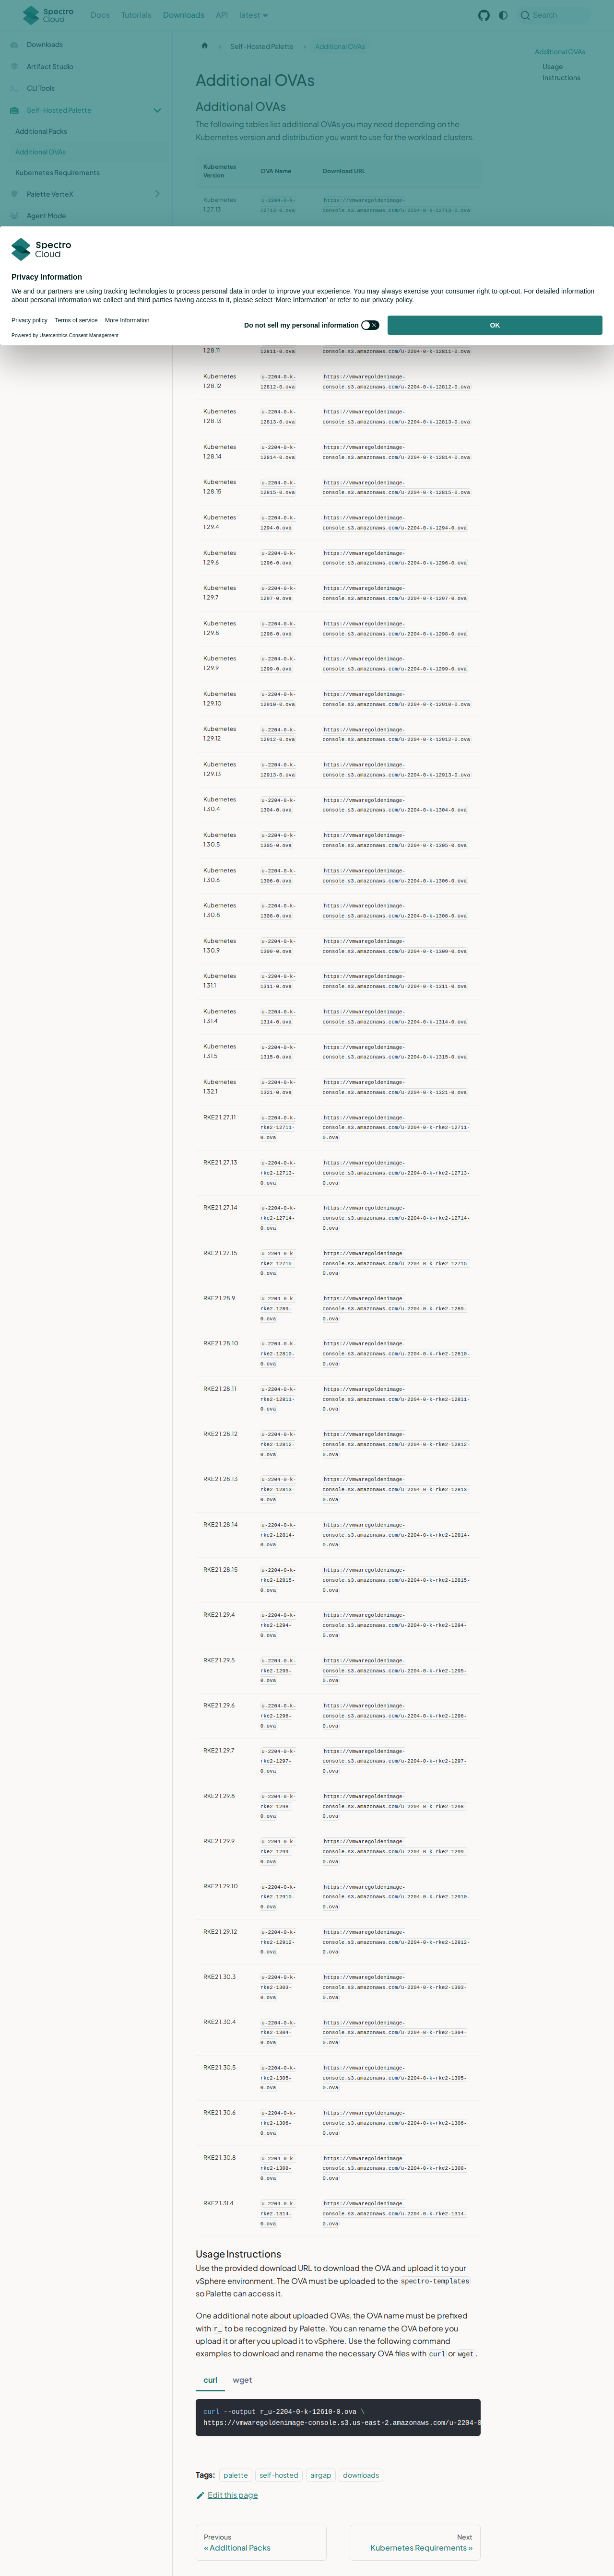 Spectro Cloud
Docs
Tutorials
Downloads
API
latest
Search
Downloads
Artifact Studio
CLI Tools
Self-Hosted Palette
Additional Packs
Additional OVAs
Kubernetes Requirements
Palette VerteX
Agent Mode
Self-Hosted Palette
Additional OVAs
Additional OVAs
Usage
Instructions
Additional OVAs
Additional OVAs
The following tables list additional OVAs you may need depending on the
Kubernetes version and distribution you want to use for the workload clusters.
Kubernetes
Version
OVA Name
Download URL
Kubernetes
1.27.13
u-2204-0-k-
12713-0.ova
https://vmwaregoldenimage-
console.s3.amazonaws.com/u-2204-0-k-12713-0.ova
Spectro
Cloud
Privacy Information
We and our partners are using tracking technologies to process personal data in order to improve your experience. You may always exercise your consumer right to opt-out. For detailed information
about personal information we collect and third parties having access to it, please select 'More Information' or refer to our privacy policy.
Privacy policy
Terms of service
More Information
Powered by Usercentrics Consent Management
Do not sell my personal information
OK
1.28.11
12811-0.ova
console.s3.amazonaws.com/u-2204-0-k-12811-0.ova
Kubernetes
1.28.12
u-2204-0-k-
12812-0.ova
https://vmwaregoldenimage-
console.s3.amazonaws.com/u-2204-0-k-12812-0.ova
Kubernetes
1.28.13
u-2204-0-k-
12813-0.ova
https://vmwaregoldenimage-
console.s3.amazonaws.com/u-2204-0-k-12813-0.ova
Kubernetes
1.28.14
u-2204-0-k-
12814-0.ova
https://vmwaregoldenimage-
console.s3.amazonaws.com/u-2204-0-k-12814-0.ova
Kubernetes
1.28.15
u-2204-0-k-
12815-0.ova
https://vmwaregoldenimage-
console.s3.amazonaws.com/u-2204-0-k-12815-0.ova
Kubernetes
1.29.4
u-2204-0-k-
1294-0.ova
https://vmwaregoldenimage-
console.s3.amazonaws.com/u-2204-0-k-1294-0.ova
Kubernetes
1.29.6
u-2204-0-k-
1296-0.ova
https://vmwaregoldenimage-
console.s3.amazonaws.com/u-2204-0-k-1296-0.ova
Kubernetes
1.29.7
u-2204-0-k-
1297-0.ova
https://vmwaregoldenimage-
console.s3.amazonaws.com/u-2204-0-k-1297-0.ova
Kubernetes
1.29.8
u-2204-0-k-
1298-0.ova
https://vmwaregoldenimage-
console.s3.amazonaws.com/u-2204-0-k-1298-0.ova
Kubernetes
1.29.9
u-2204-0-k-
1299-0.ova
https://vmwaregoldenimage-
console.s3.amazonaws.com/u-2204-0-k-1299-0.ova
Kubernetes
1.29.10
u-2204-0-k-
12910-0.ova
https://vmwaregoldenimage-
console.s3.amazonaws.com/u-2204-0-k-12910-0.ova
Kubernetes
1.29.12
u-2204-0-k-
12912-0.ova
https://vmwaregoldenimage-
console.s3.amazonaws.com/u-2204-0-k-12912-0.ova
Kubernetes
1.29.13
u-2204-0-k-
12913-0.ova
https://vmwaregoldenimage-
console.s3.amazonaws.com/u-2204-0-k-12913-0.ova
Kubernetes
1.30.4
u-2204-0-k-
1304-0.ova
https://vmwaregoldenimage-
console.s3.amazonaws.com/u-2204-0-k-1304-0.ova
Kubernetes
1.30.5
u-2204-0-k-
1305-0.ova
https://vmwaregoldenimage-
console.s3.amazonaws.com/u-2204-0-k-1305-0.ova
Kubernetes
1.30.6
u-2204-0-k-
1306-0.ova
https://vmwaregoldenimage-
console.s3.amazonaws.com/u-2204-0-k-1306-0.ova
Kubernetes
1.30.8
u-2204-0-k-
1308-0.ova
https://vmwaregoldenimage-
console.s3.amazonaws.com/u-2204-0-k-1308-0.ova
Kubernetes
1.30.9
u-2204-0-k-
1309-0.ova
https://vmwaregoldenimage-
console.s3.amazonaws.com/u-2204-0-k-1309-0.ova
Kubernetes
1.31.1
u-2204-0-k-
1311-0.ova
https://vmwaregoldenimage-
console.s3.amazonaws.com/u-2204-0-k-1311-0.ova
Kubernetes
1.31.4
u-2204-0-k-
1314-0.ova
https://vmwaregoldenimage-
console.s3.amazonaws.com/u-2204-0-k-1314-0.ova
Kubernetes
1.31.5
u-2204-0-k-
1315-0.ova
https://vmwaregoldenimage-
console.s3.amazonaws.com/u-2204-0-k-1315-0.ova
Kubernetes
1.32.1
u-2204-0-k-
1321-0.ova
https://vmwaregoldenimage-
console.s3.amazonaws.com/u-2204-0-k-1321-0.ova
RKE2 1.27.11
u-2204-0-k-
rke2-12711-
0.ova
https://vmwaregoldenimage-
console.s3.amazonaws.com/u-2204-0-k-rke2-12711-
0.ova
RKE2 1.27.13
u-2204-0-k-
rke2-12713-
0.ova
https://vmwaregoldenimage-
console.s3.amazonaws.com/u-2204-0-k-rke2-12713-
0.ova
RKE2 1.27.14
u-2204-0-k-
rke2-12714-
0.ova
https://vmwaregoldenimage-
console.s3.amazonaws.com/u-2204-0-k-rke2-12714-
0.ova
RKE2 1.27.15
u-2204-0-k-
rke2-12715-
0.ova
https://vmwaregoldenimage-
console.s3.amazonaws.com/u-2204-0-k-rke2-12715-
0.ova
RKE2 1.28.9
u-2204-0-k-
rke2-1289-
0.ova
https://vmwaregoldenimage-
console.s3.amazonaws.com/u-2204-0-k-rke2-1289-
0.ova
RKE2 1.28.10
u-2204-0-k-
rke2-12810-
0.ova
https://vmwaregoldenimage-
console.s3.amazonaws.com/u-2204-0-k-rke2-12810-
0.ova
RKE2 1.28.11
u-2204-0-k-
rke2-12811-
0.ova
https://vmwaregoldenimage-
console.s3.amazonaws.com/u-2204-0-k-rke2-12811-
0.ova
RKE2 1.28.12
u-2204-0-k-
rke2-12812-
0.ova
https://vmwaregoldenimage-
console.s3.amazonaws.com/u-2204-0-k-rke2-12812-
0.ova
RKE2 1.28.13
u-2204-0-k-
rke2-12813-
0.ova
https://vmwaregoldenimage-
console.s3.amazonaws.com/u-2204-0-k-rke2-12813-
0.ova
RKE2 1.28.14
u-2204-0-k-
rke2-12814-
0.ova
https://vmwaregoldenimage-
console.s3.amazonaws.com/u-2204-0-k-rke2-12814-
0.ova
RKE2 1.28.15
u-2204-0-k-
rke2-12815-
0.ova
https://vmwaregoldenimage-
console.s3.amazonaws.com/u-2204-0-k-rke2-12815-
0.ova
RKE2 1.29.4
u-2204-0-k-
rke2-1294-
0.ova
https://vmwaregoldenimage-
console.s3.amazonaws.com/u-2204-0-k-rke2-1294-
0.ova
RKE2 1.29.5
u-2204-0-k-
rke2-1295-
0.ova
https://vmwaregoldenimage-
console.s3.amazonaws.com/u-2204-0-k-rke2-1295-
0.ova
RKE2 1.29.6
u-2204-0-k-
rke2-1296-
0.ova
https://vmwaregoldenimage-
console.s3.amazonaws.com/u-2204-0-k-rke2-1296-
0.ova
RKE2 1.29.7
u-2204-0-k-
rke2-1297-
0.ova
https://vmwaregoldenimage-
console.s3.amazonaws.com/u-2204-0-k-rke2-1297-
0.ova
RKE2 1.29.8
u-2204-0-k-
rke2-1298-
0.ova
https://vmwaregoldenimage-
console.s3.amazonaws.com/u-2204-0-k-rke2-1298-
0.ova
RKE2 1.29.9
u-2204-0-k-
rke2-1299-
0.ova
https://vmwaregoldenimage-
console.s3.amazonaws.com/u-2204-0-k-rke2-1299-
0.ova
RKE2 1.29.10
u-2204-0-k-
rke2-12910-
0.ova
https://vmwaregoldenimage-
console.s3.amazonaws.com/u-2204-0-k-rke2-12910-
0.ova
RKE2 1.29.12
u-2204-0-k-
rke2-12912-
0.ova
https://vmwaregoldenimage-
console.s3.amazonaws.com/u-2204-0-k-rke2-12912-
0.ova
RKE2 1.30.3
u-2204-0-k-
rke2-1303-
0.ova
https://vmwaregoldenimage-
console.s3.amazonaws.com/u-2204-0-k-rke2-1303-
0.ova
RKE2 1.30.4
u-2204-0-k-
rke2-1304-
0.ova
https://vmwaregoldenimage-
console.s3.amazonaws.com/u-2204-0-k-rke2-1304-
0.ova
RKE2 1.30.5
u-2204-0-k-
rke2-1305-
0.ova
https://vmwaregoldenimage-
console.s3.amazonaws.com/u-2204-0-k-rke2-1305-
0.ova
RKE2 1.30.6
u-2204-0-k-
rke2-1306-
0.ova
https://vmwaregoldenimage-
console.s3.amazonaws.com/u-2204-0-k-rke2-1306-
0.ova
RKE2 1.30.8
u-2204-0-k-
rke2-1308-
0.ova
https://vmwaregoldenimage-
console.s3.amazonaws.com/u-2204-0-k-rke2-1308-
0.ova
RKE2 1.31.4
u-2204-0-k-
rke2-1314-
0.ova
https://vmwaregoldenimage-
console.s3.amazonaws.com/u-2204-0-k-rke2-1314-
0.ova
Usage Instructions
Use the provided download URL to download the OVA and upload it to your
vSphere environment. The OVA must be uploaded to the spectro-templates
so Palette can access it.
One additional note about uploaded OVAs, the OVA name must be prefixed
with r_ to be recognized by Palette. You can rename the OVA before you
upload it or after you upload it to vSphere. Use the following command
examples to download and rename the necessary OVA files with curl or wget .
curl
wget
curl --output r_u-2204-0-k-12610-0.ova \
https://vmwaregoldenimage-console.s3.us-east-2.amazonaws.com/u-2204-0
Tags:
palette
self-hosted
airgap
downloads
Edit this page
Previous
« Additional Packs
Next
Kubernetes Requirements »